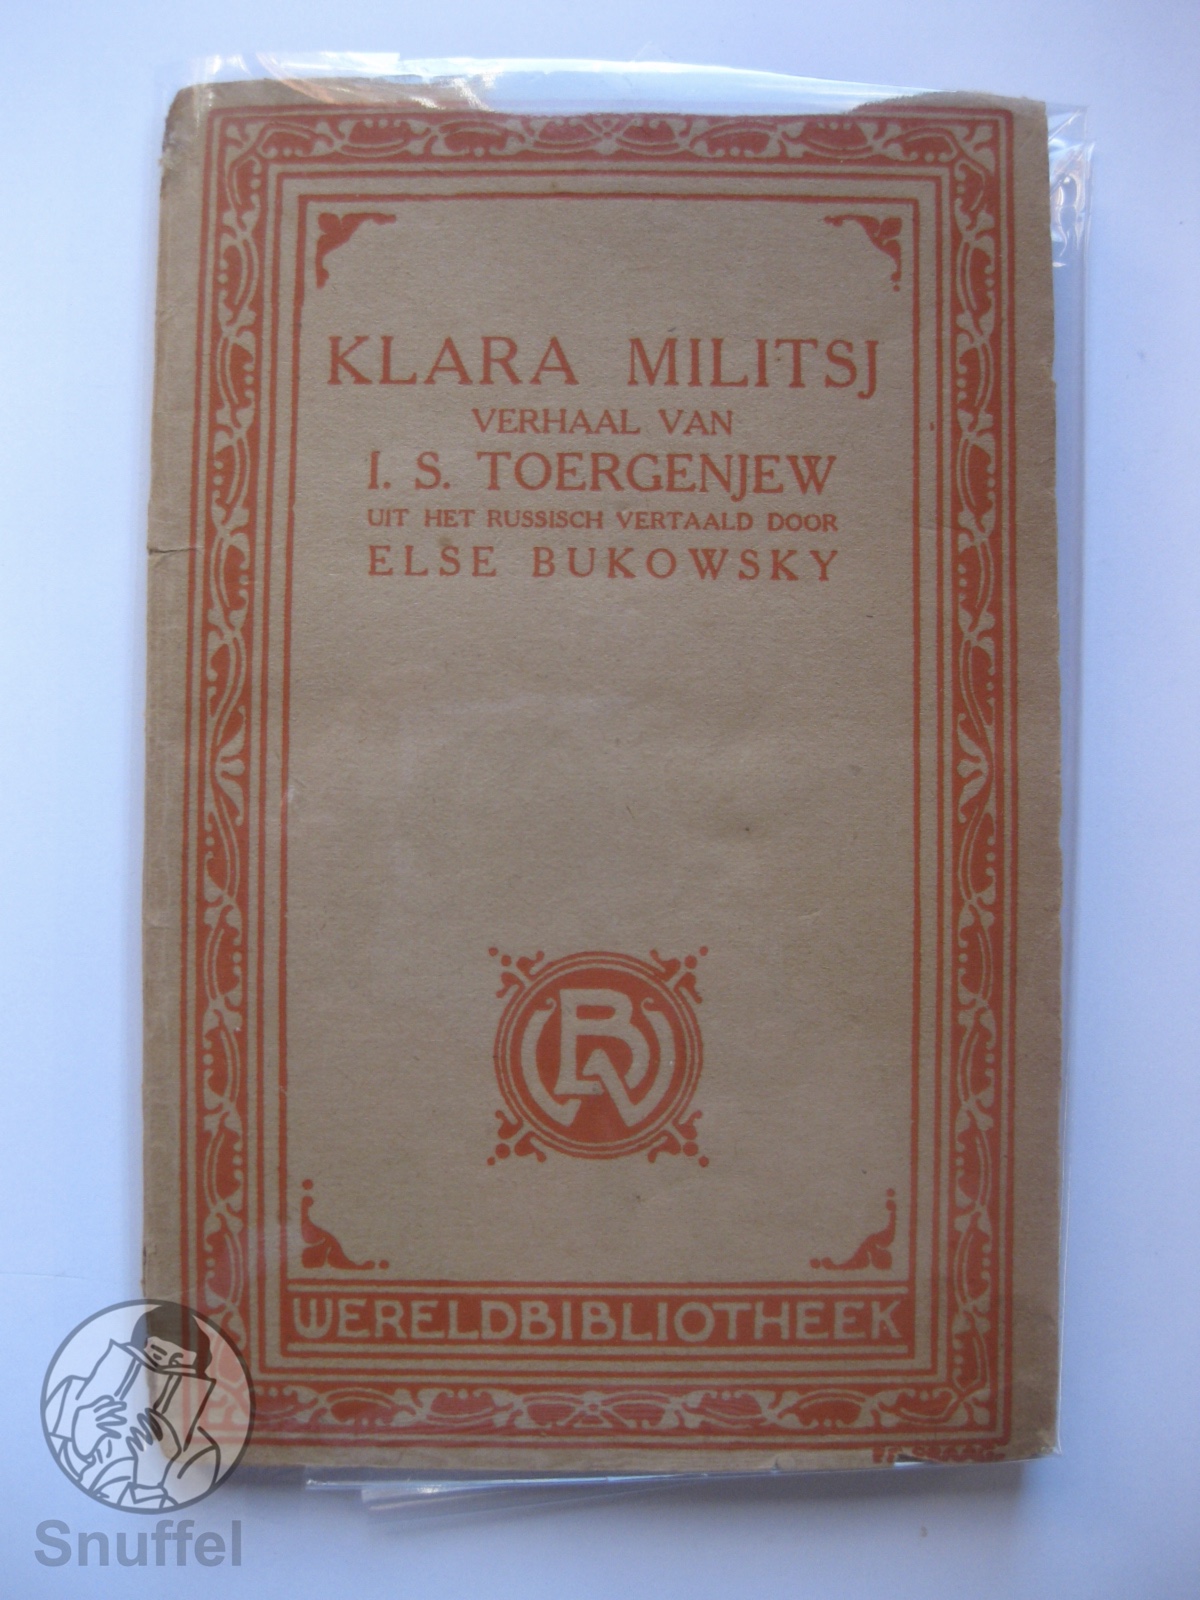 KLARA MILITSJ
VERHAAL VAN
I. S. TOERGENJEW
UIT HET RUSSISCH VERTAALD DOOR
ELSE BUKOWSKY
WB
WERELDBIBLIOTHEEK
Snuffel